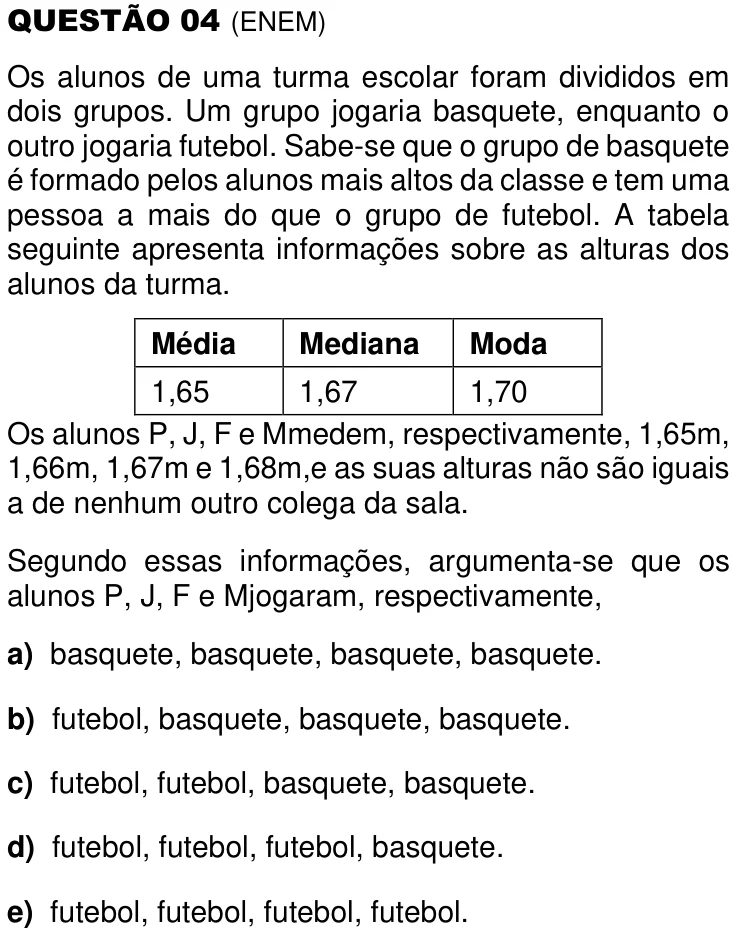 QUESTÃO 04 (ENEM)
Os alunos de uma turma escolar foram divididos em
dois grupos. Um grupo jogaria basquete, enquanto o
outro jogaria futebol. Sabe-se que o grupo de basquete
é formado pelos alunos mais altos da classe e tem uma
pessoa a mais do que o grupo de futebol. A tabela
seguinte apresenta informações sobre as alturas dos
alunos da turma.
Média Mediana Moda
1,65 1,67 1,70
Os alunos P, J, F e Mmedem, respectivamente, 1,65m,
1,66m, 1,67m e 1,68m,e as suas alturas não são iguais
a de nenhum outro colega da sala.
Segundo essas informações, argumenta-se que os
alunos P, J, F e Mjogaram, respectivamente,
a) basquete, basquete, basquete, basquete.
b) futebol, basquete, basquete, basquete.
c) futebol, futebol, basquete, basquete.
d) futebol, futebol, futebol, basquete.
e) futebol, futebol, futebol, futebol.